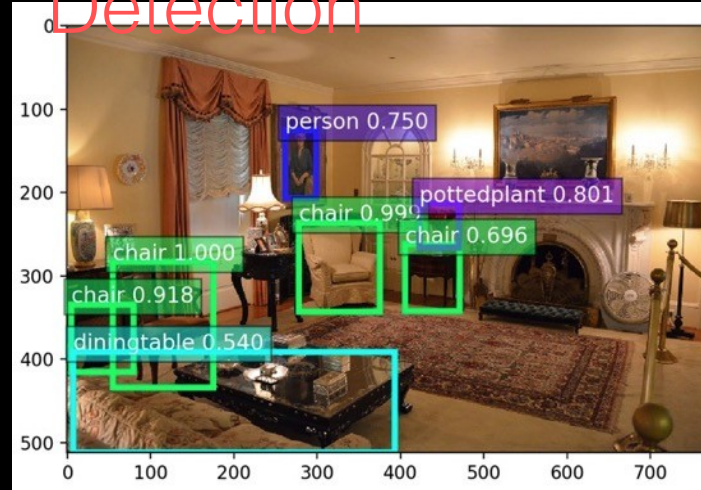 Detection
0
100
200
300
400
500
person 0.750
pottedplant 0.801
chair 0.999
chair 0.696
chair 1.000
chair 0.918
diningtable 0.540
0 100 200 300 400 500 600 700